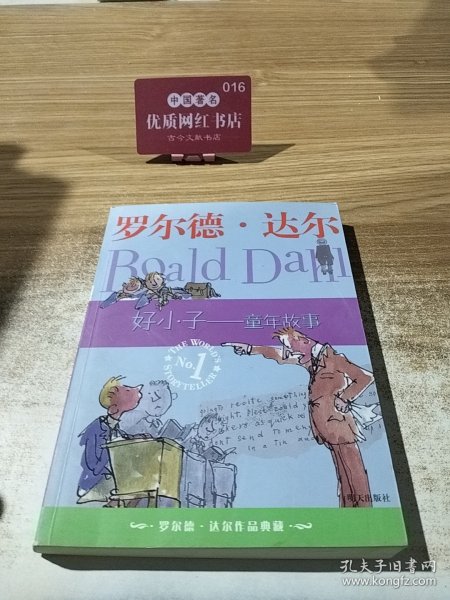 016
中国著名
优质网红书店
古今文献书店
罗尔德·达尔
Roald Dahl
好小子——童年故事
THE WORLD'S
No.1
STORYTELLER
明天出版社
罗尔德·达尔作品典藏
孔夫子旧书网
www.kongfz.com